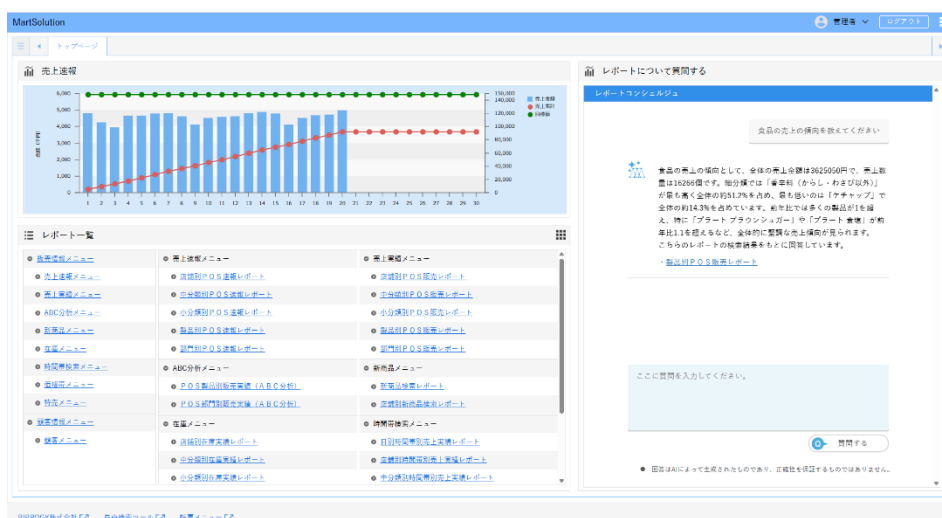 MartSolution
管理者
ログアウト
トップページ
売上速報
6,000
5,000
4,000
3,000
2,000
1,000
0
150,000
140,000
120,000
100,000
80,000
60,000
40,000
20,000
0
1 2 3 4 5 6 7 8 9 10 11 12 13 14 15 16 17 18 19 20 21 22 23 24 25 26 27 28 29 30
売上金額
売上累計
目標値
レポート一覧
販売情報メニュー
売上速報メニュー
売上実績メニュー
ABC分析メニュー
新商品メニュー
在庫メニュー
時間帯検索メニュー
価格帯メニュー
特売メニュー
顧客情報メニュー
顧客メニュー
売上速報メニュー
店舗別POS速報レポート
中分類別POS速報レポート
小分類別POS速報レポート
製品別POS速報レポート
部門別POS速報レポート
ABC分析メニュー
POS製品別販売実績(ABC分析)
POS部門別販売実績(ABC分析)
在庫メニュー
店舗別在庫実績レポート
中分類別在庫実績レポート
小分類別在庫実績レポート
売上実績メニュー
店舗別POS販売レポート
中分類別POS販売レポート
小分類別POS販売レポート
製品別POS販売レポート
部門別POS販売レポート
新商品メニュー
新商品検索レポート
店舗別新商品検索レポート
時間帯検索メニュー
日別時間帯別売上実績レポート
店舗別時間帯別売上実績レポート
中分類別時間帯別売上実績レポート
レポートについて質問する
レポートコンシェルジュ
食品の売上の傾向を教えてください
食品の売上の傾向として、全体の売上金額は3625050円で、売上数
量は16266個です。細分類では「香辛料(からし・わさび以外)」
が最も高く全体の約51.2%を占め、最も低いのは「ケチャップ」で
全体の約14.3%を占めています。前年比では多くの製品が1を超
え、特に「プラート ブラウンシュガー」や「プラート 食塩」が前
年比1.1を超えるなど、全体的に堅調な売上傾向が見られます。
こちらのレポートの検索結果をもとに回答しています。
・製品別POS販売レポート
ここに質問を入力してください。
質問する
回答はAIによって生成されたものであり、正確性を保証するものではありません。